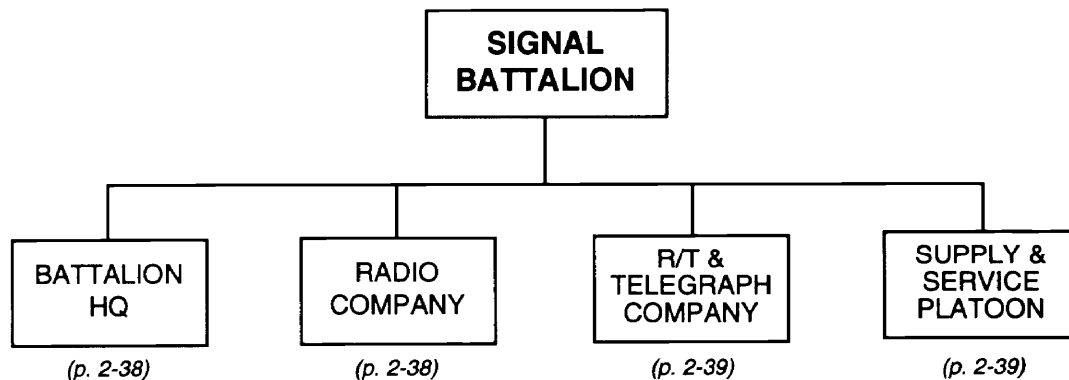 SIGNAL
BATTALION
BATTALION
HQ
(p. 2-38)
RADIO
COMPANY
(p. 2-38)
R/T &
TELEGRAPH
COMPANY
(p. 2-39)
SUPPLY &
SERVICE
PLATOON
(p. 2-39)